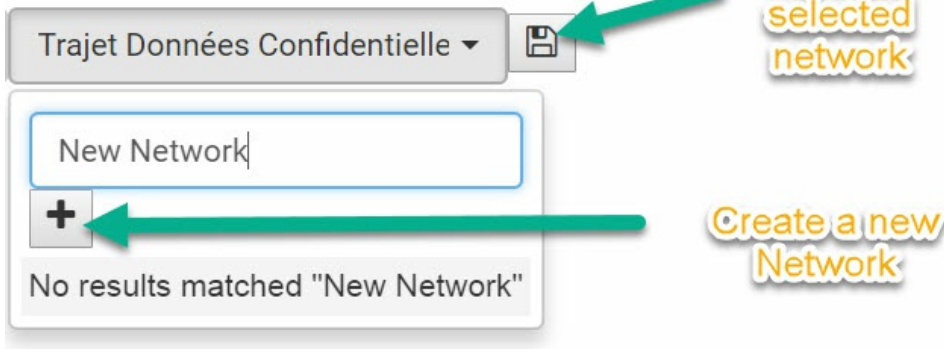 selected
network
Trajet Données Confidentielle
New Network
No results matched "New Network"
Create a new
Network